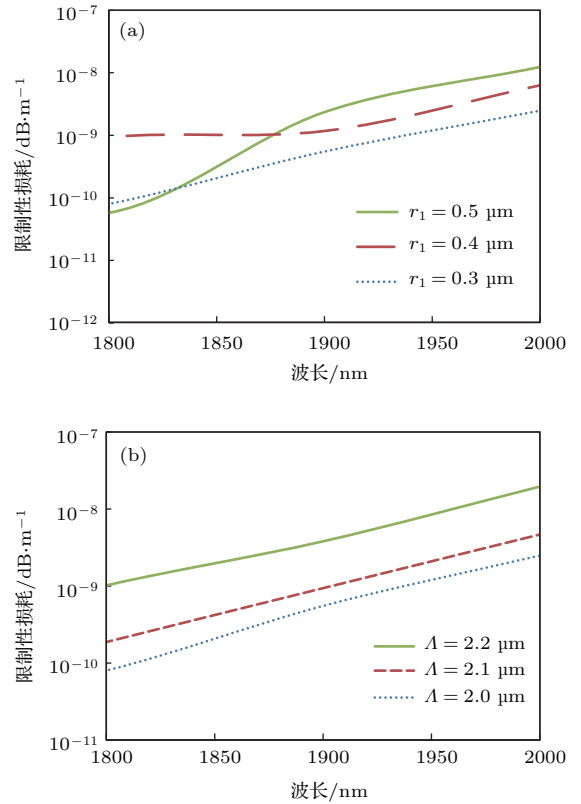 (a)
10⁻⁷
10⁻⁸
10⁻⁹
10⁻¹⁰
10⁻¹¹
10⁻¹²
限制性损耗/dB·m⁻¹
r₁ = 0.5 µm
r₁ = 0.4 µm
r₁ = 0.3 µm
1800 1850 1900 1950 2000
波长/nm
(b)
10⁻⁷
10⁻⁸
10⁻⁹
10⁻¹⁰
10⁻¹¹
限制性损耗/dB·m⁻¹
Λ = 2.2 µm
Λ = 2.1 µm
Λ = 2.0 µm
1800 1850 1900 1950 2000
波长/nm